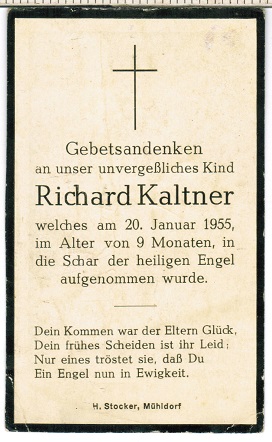 Gebetsandenken
an unser unvergeßliches Kind
Richard Kaltner
welches am 20. Januar 1955,
im Alter von 9 Monaten, in
die Schar der heiligen Engel
aufgenommen wurde.
Dein Kommen war der Eltern Glück,
Dein frühes Scheiden ist ihr Leid;
Nur eines tröstet sie, daß Du
Ein Engel nun in Ewigkeit.
H. Stocker, Mühldorf